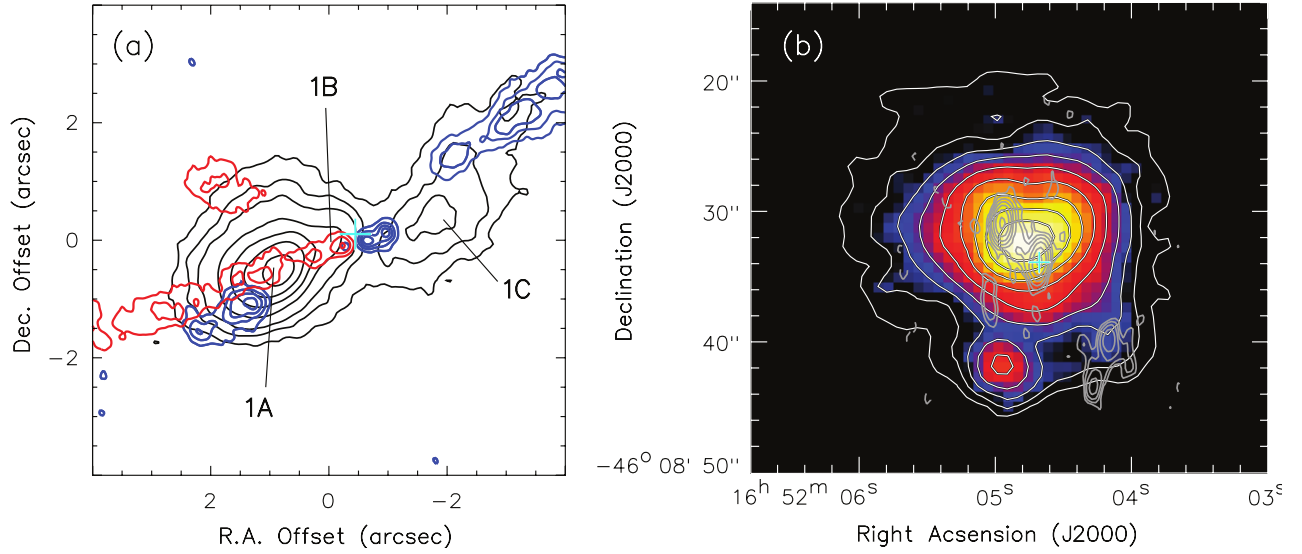 (a)
1B
1C
1A
2
0
−2
Dec. Offset (arcsec)
2
0
−2
R.A. Offset (arcsec)
(b)
20"
30"
40"
−46° 08' 50"
Declination (J2000)
16h 52m 06s
05s
04s
03s
Right Acsension (J2000)